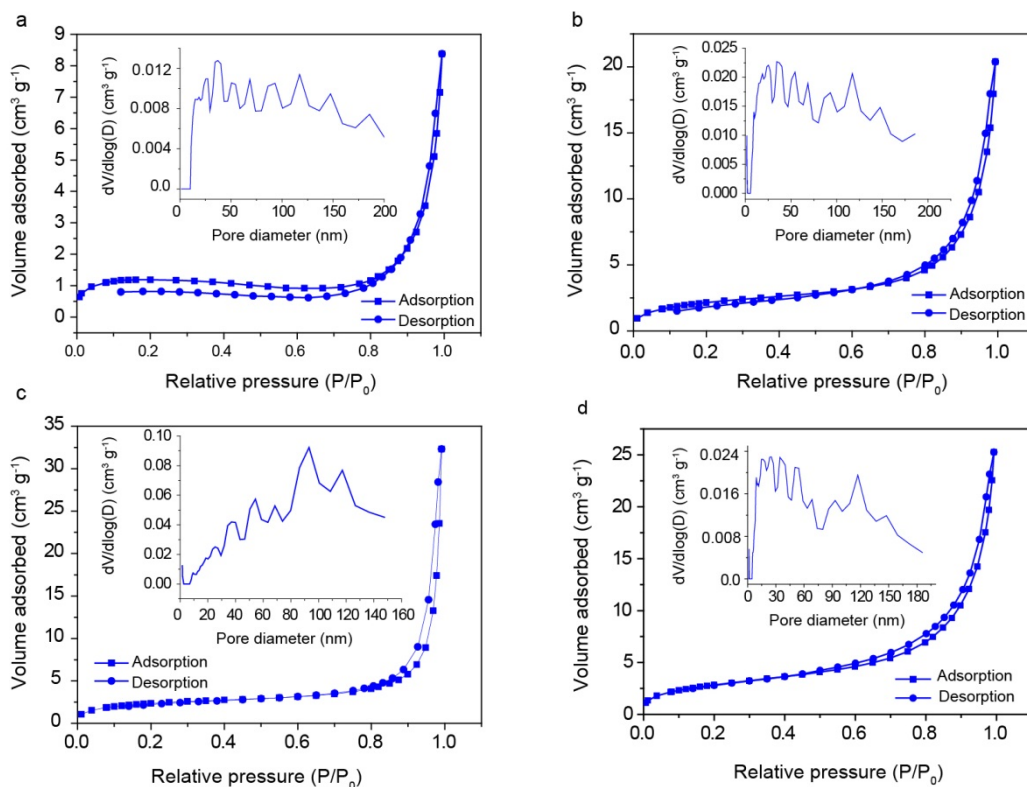 a
Volume adsorbed (cm³ g⁻¹)
9
8
7
6
5
4
3
2
1
0
0.0 0.2 0.4 0.6 0.8 1.0
Relative pressure (P/P₀)
dV/dlog(D) (cm³ g⁻¹)
0.012
0.008
0.004
0.0
0 50 100 150 200
Pore diameter (nm)
Adsorption
Desorption
b
Volume adsorbed (cm³ g⁻¹)
20
15
10
5
0
0.0 0.2 0.4 0.6 0.8 1.0
Relative pressure (P/P₀)
dV/dlog(D) (cm³ g⁻¹)
0.025
0.020
0.015
0.010
0.005
0.000
0 50 100 150 200
Pore diameter (nm)
Adsorption
Desorption
c
Volume adsorbed (cm³ g⁻¹)
35
30
25
20
15
10
5
0
0.0 0.2 0.4 0.6 0.8 1.0
Relative pressure (P/P₀)
dV/dlog(D) (cm³ g⁻¹)
0.10
0.08
0.06
0.04
0.02
0.00
0 20 40 60 80 100 120 140 160
Pore diameter (nm)
Adsorption
Desorption
d
Volume adsorbed (cm³ g⁻¹)
25
20
15
10
5
0
0.0 0.2 0.4 0.6 0.8 1.0
Relative pressure (P/P₀)
dV/dlog(D) (cm³ g⁻¹)
0.024
0.016
0.008
0.0
0 30 60 90 120 150 180
Pore diameter (nm)
Adsorption
Desorption